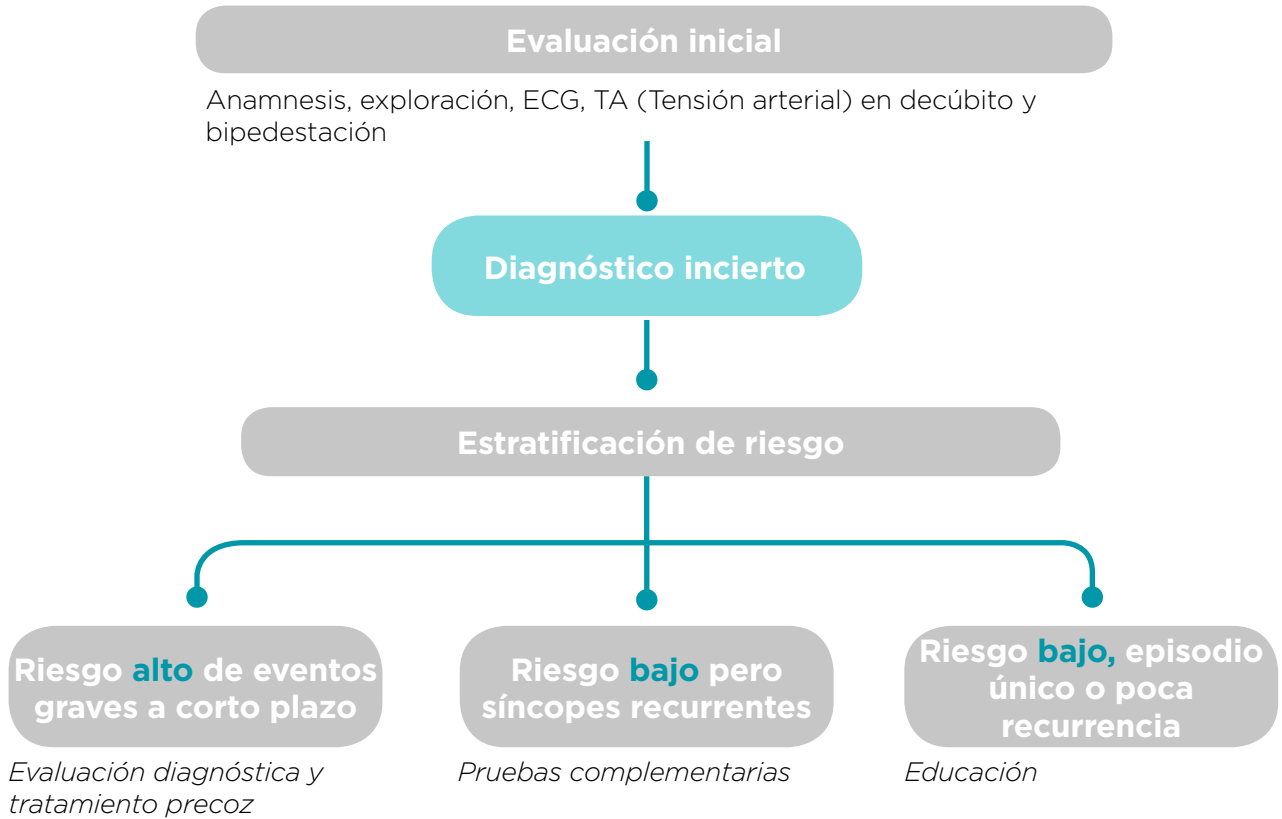 Evaluación inicial
Anamnesis, exploración, ECG, TA (Tensión arterial) en decúbito y
bipedestación
Diagnóstico incierto
Estratificación de riesgo
Riesgo alto de eventos
graves a corto plazo
Evaluación diagnóstica y
tratamiento precoz
Riesgo bajo pero
síncopes recurrentes
Pruebas complementarias
Riesgo bajo, episodio
único o poca
recurrencia
Educación